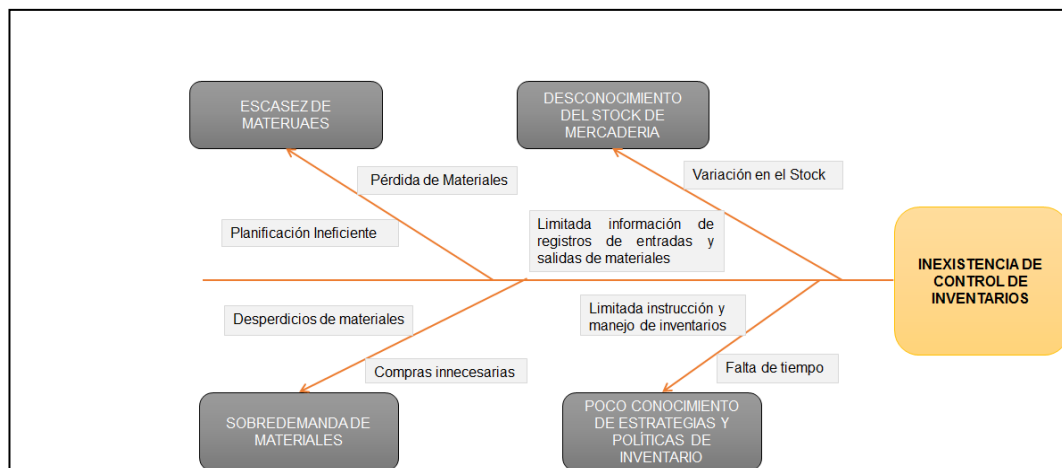 ESCASEZ DE
MATERUAES
DESCONOCIMIENTO
DEL STOCK DE
MERCADERIA
Pérdida de Materiales
Variación en el Stock
Planificación Ineficiente
Limitada información de
registros de entradas y
salidas de materiales
INEXISTENCIA DE
CONTROL DE
INVENTARIOS
Desperdicios de materiales
Limitada instrucción y
manejo de inventarios
Compras innecesarias
Falta de tiempo
SOBREDEMANDA DE
MATERIALES
POCO CONOCIMIENTO
DE ESTRATEGIAS Y
POLÍTICAS DE
INVENTARIO